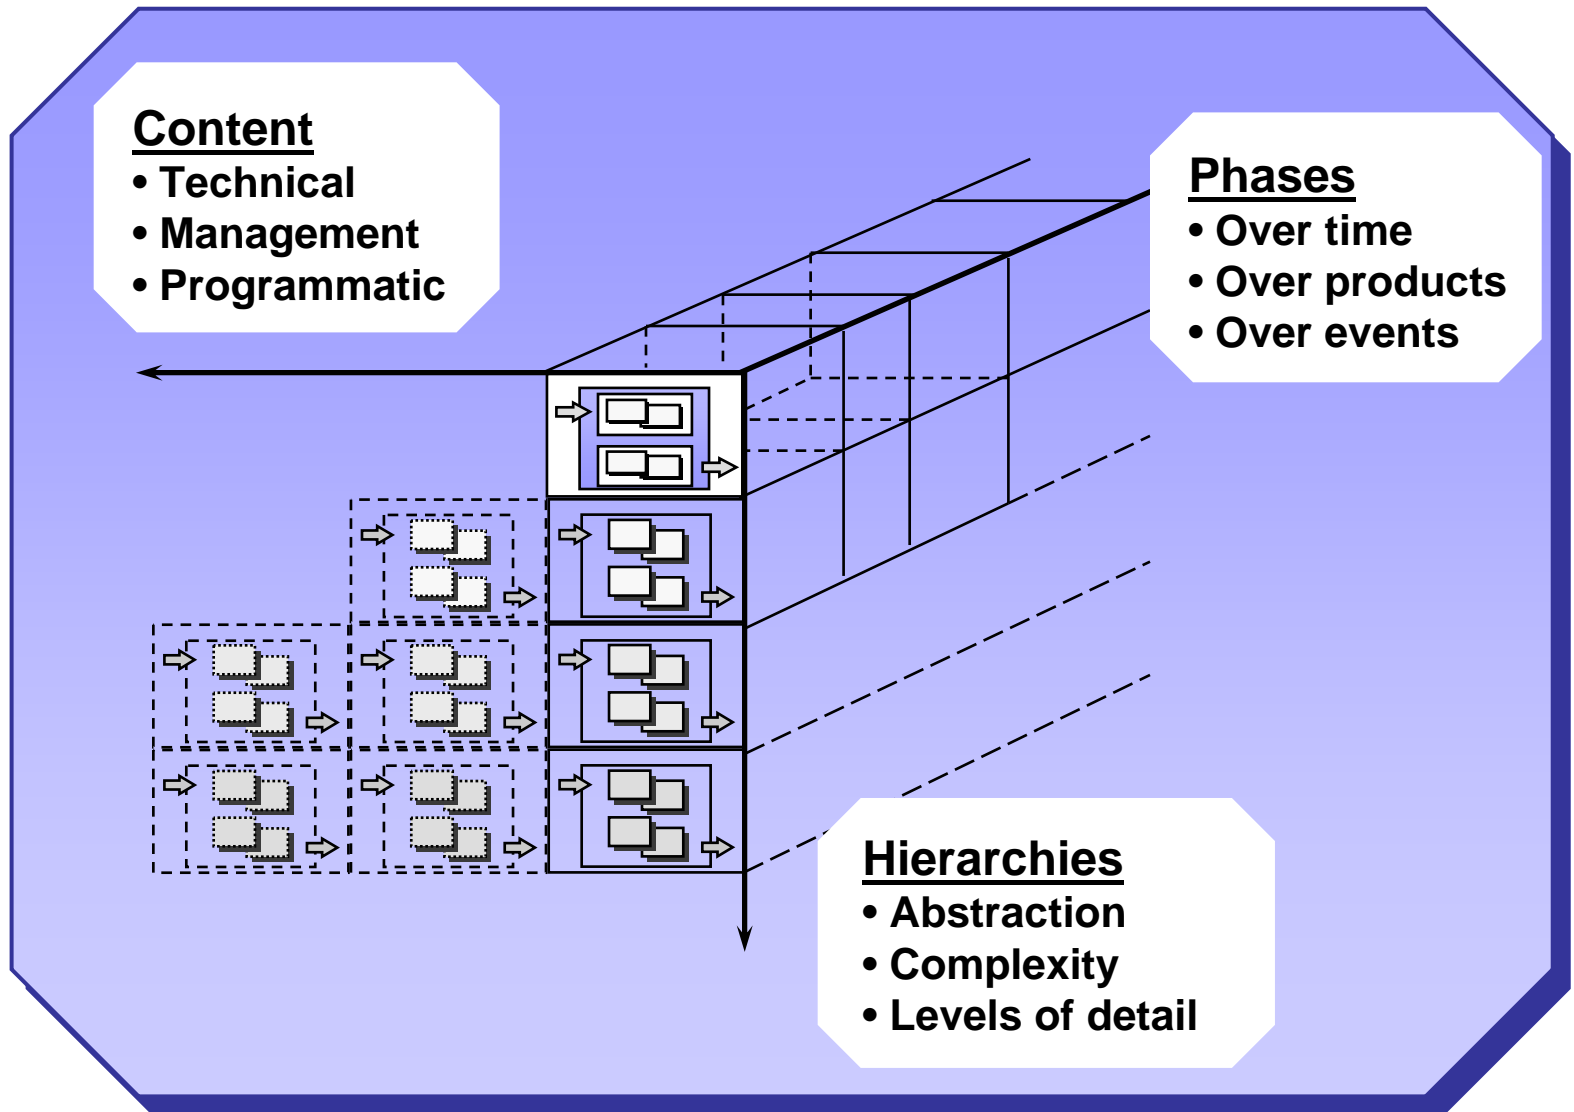 Content
• Technical
• Management
• Programmatic
Phases
• Over time
• Over products
• Over events
Hierarchies
• Abstraction
• Complexity
• Levels of detail